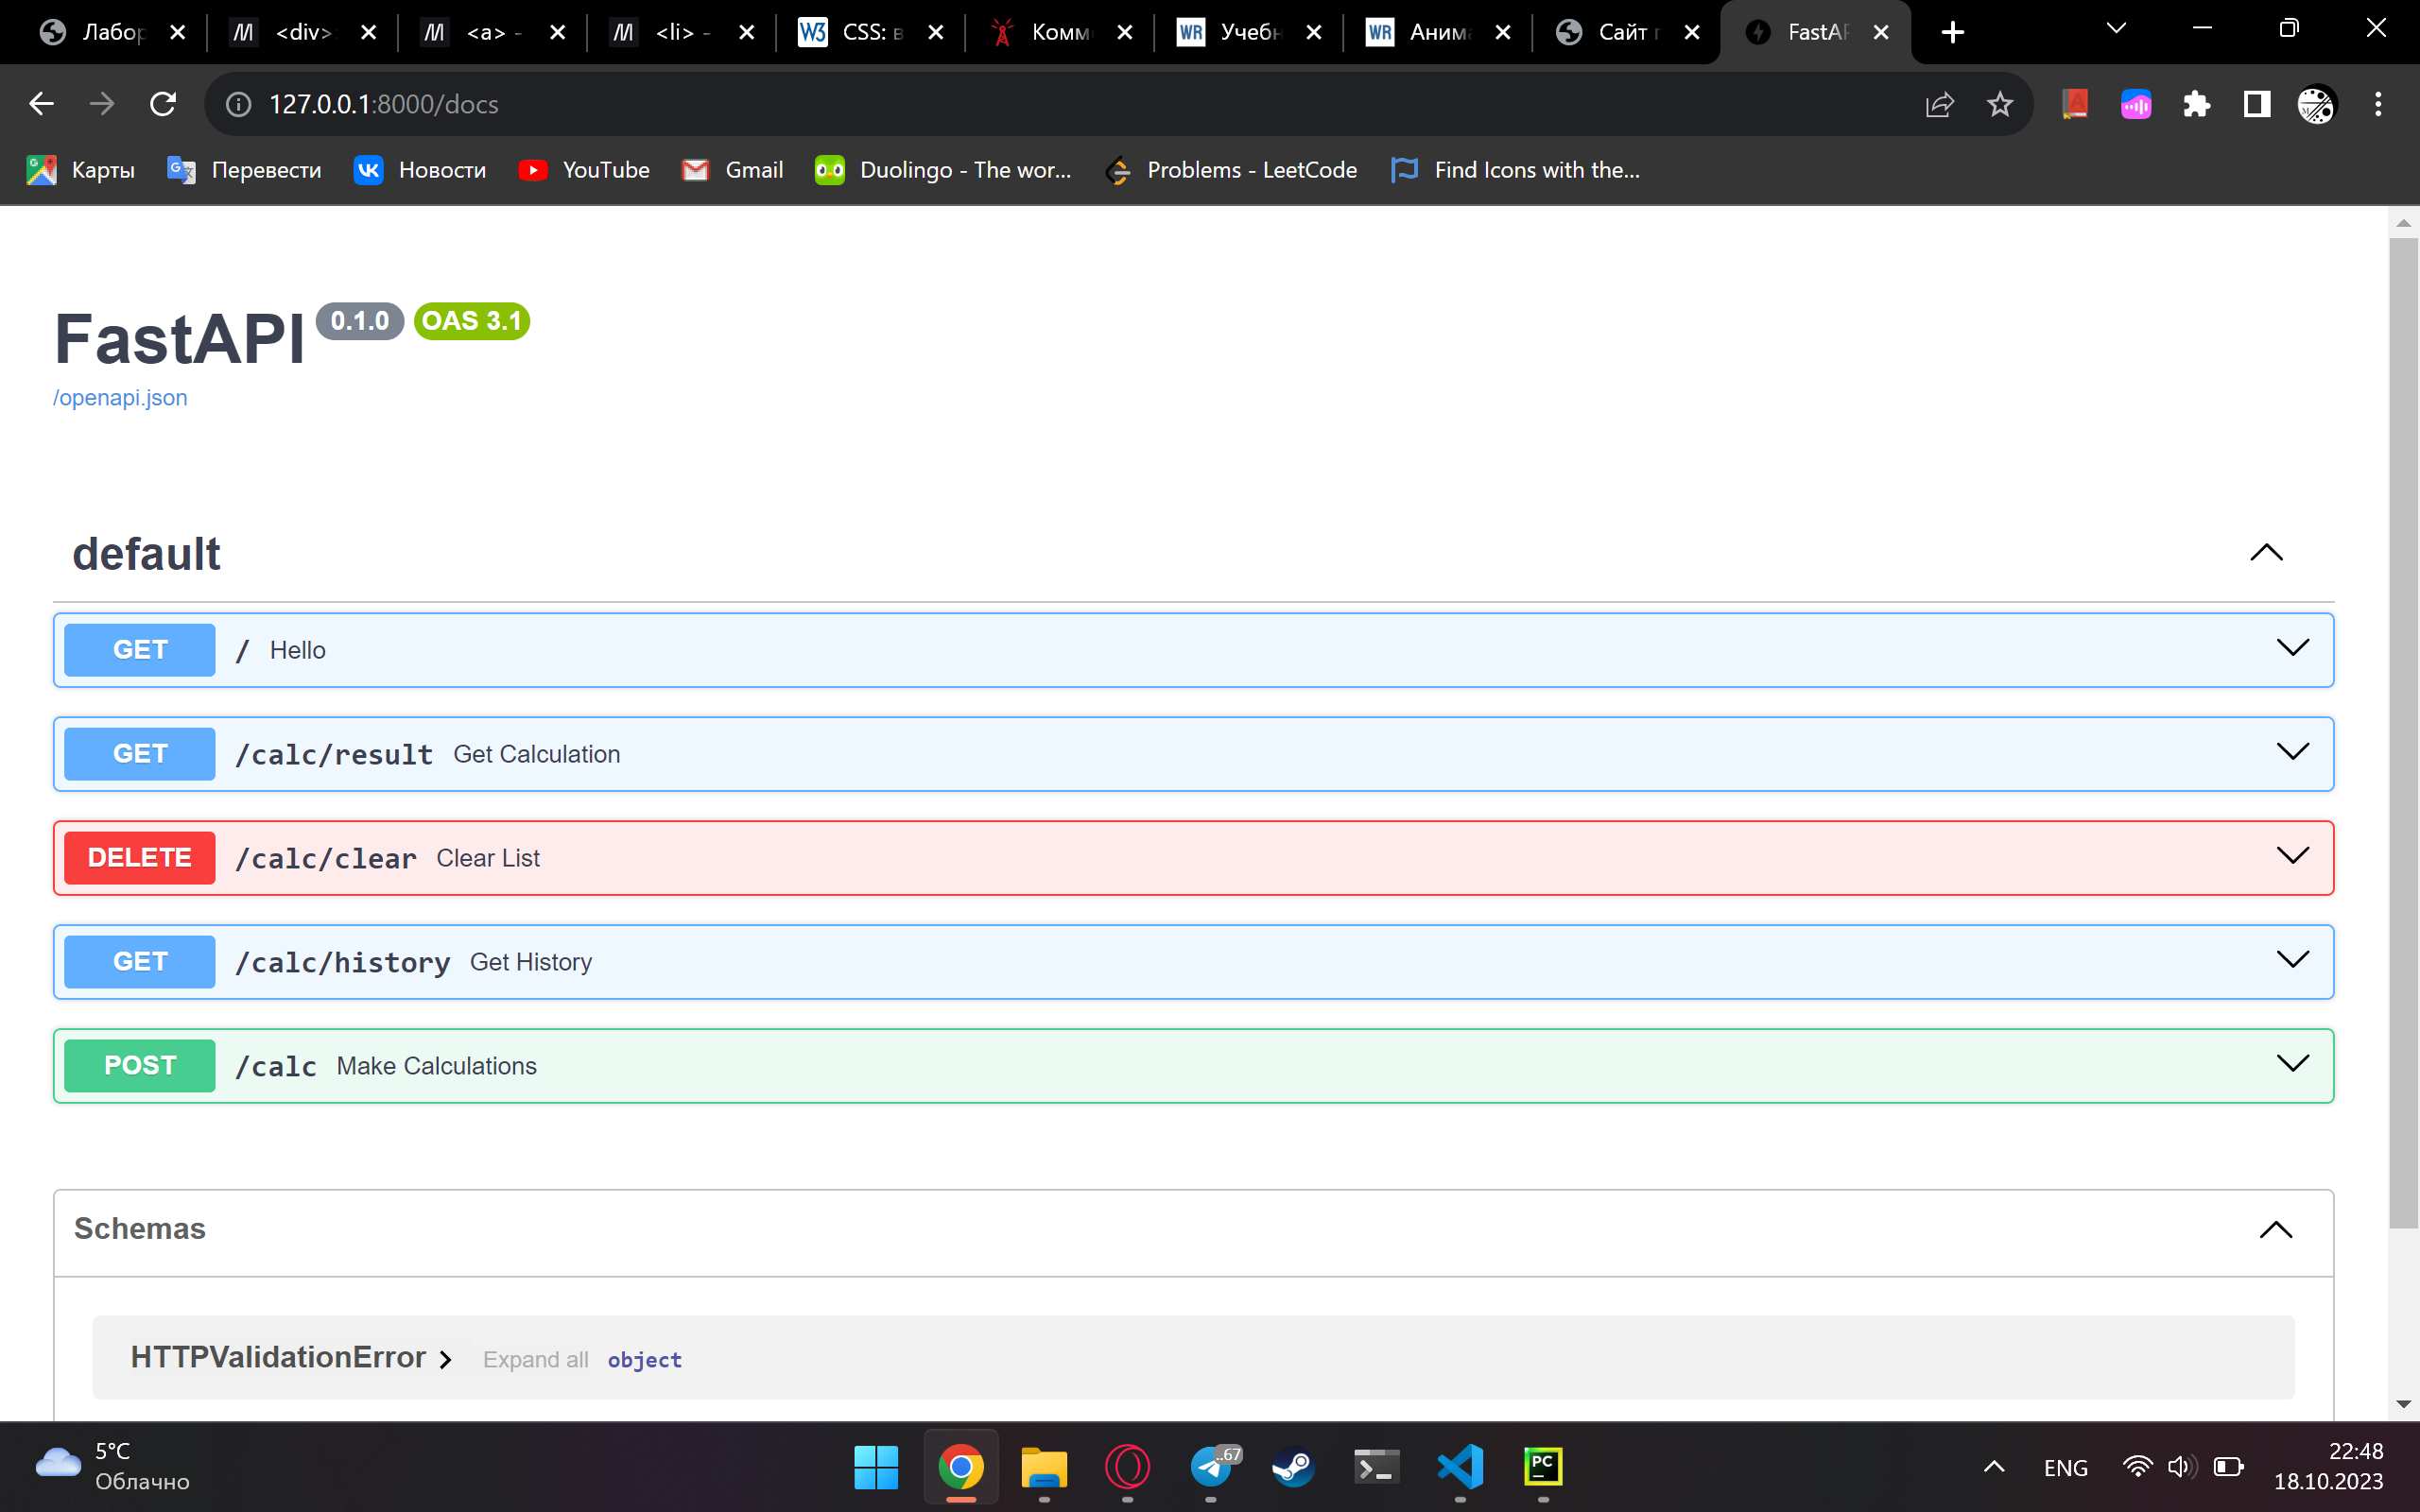 Лабор <div> <a> - <li> - CSS: в Комм Учебн Аним Сайт п FastAP
127.0.0.1:8000/docs
Карты Перевести Новости YouTube Gmail Duolingo - The wor... Problems - LeetCode Find Icons with the...
FastAPI 0.1.0 OAS 3.1
/openapi.json
default
GET / Hello
GET /calc/result Get Calculation
DELETE /calc/clear Clear List
GET /calc/history Get History
POST /calc Make Calculations
Schemas
HTTPValidationError Expand all object
5°C
Облачно
..67
ENG
22:48
18.10.2023